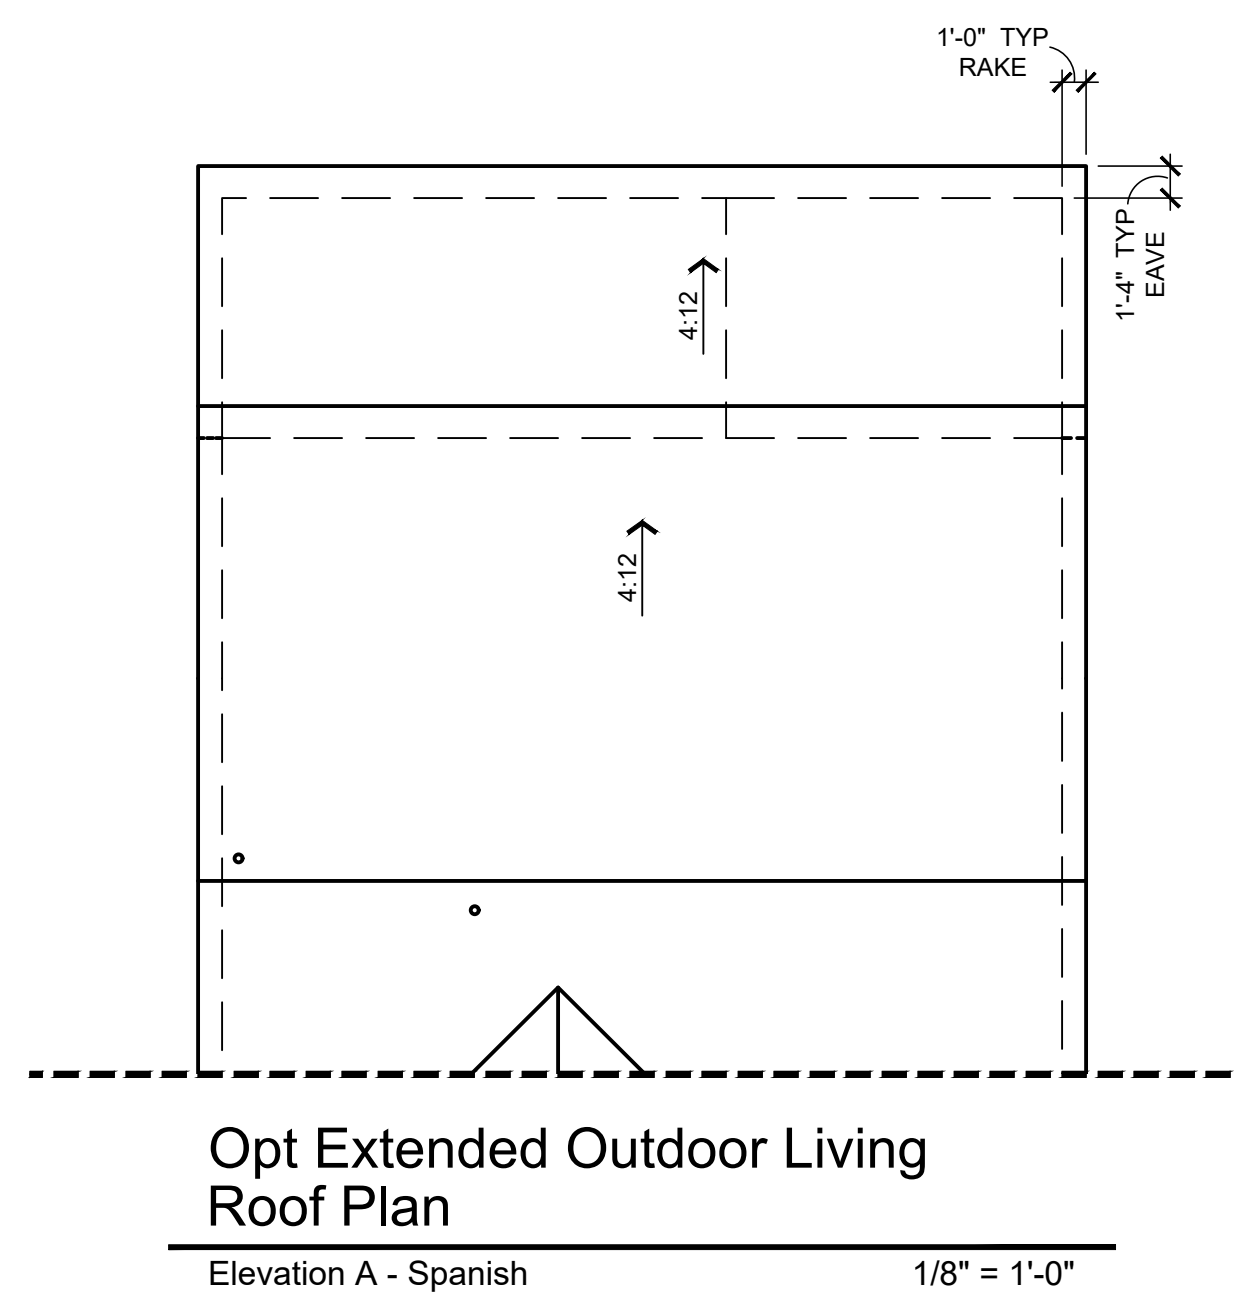 1'-0" TYP
RAKE
1'-4" TYP
EAVE
4:12
4:12
Opt Extended Outdoor Living
Roof Plan
Elevation A - Spanish
1/8" = 1'-0"